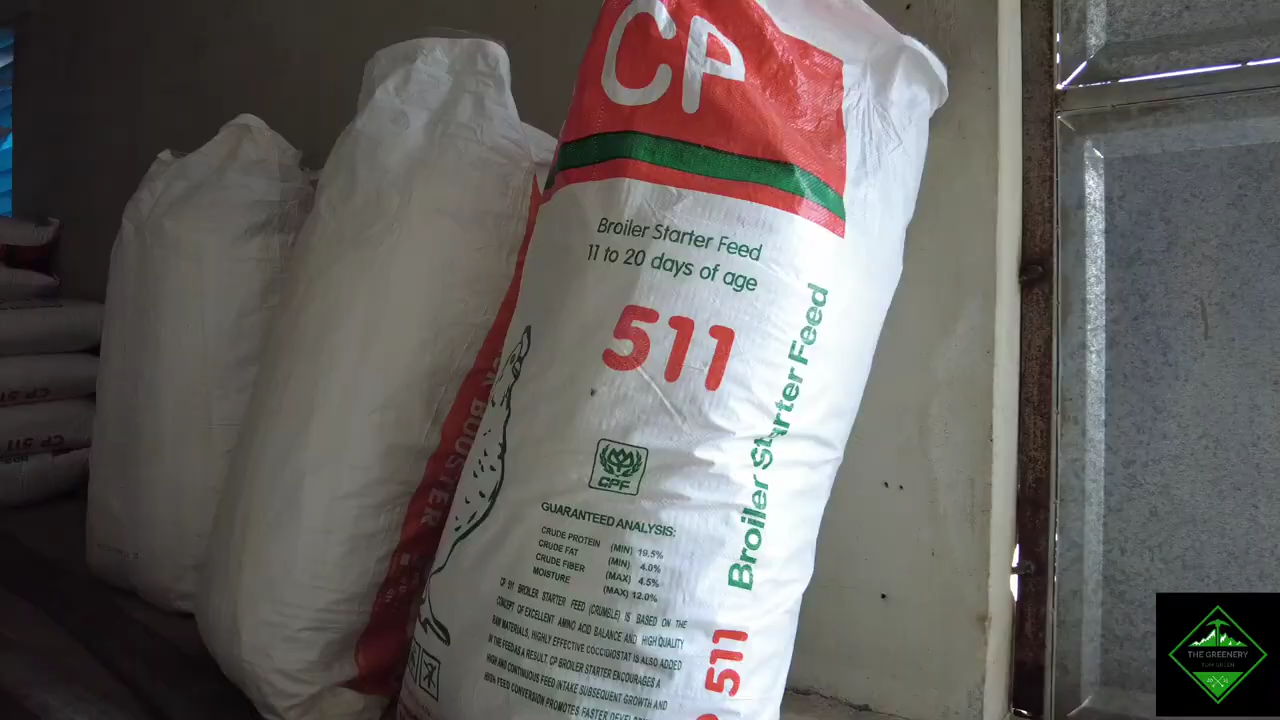 CP
Broiler Starter Feed
11 to 20 days of age
511
CPF
GUARANTEED ANALYSIS:
CRUDE PROTEIN (MIN) 19.5%
CRUDE FAT (MIN) 4.0%
CRUDE FIBER (MAX) 4.5%
MOISTURE (MAX) 12.0%
CP 511 BROILER STARTER FEED (CRUMBLE) IS BASED ON THE
CONCEPT OF EXCELLENT AMINO ACID BALANCE AND HIGH QUALITY
RAW MATERIALS, HIGHLY EFFECTIVE COCCIGIOSTAT IS ALSO ADDED
IN THE FEED AS A RESULT, CP BROILER STARTER ENCOURAGES A
HIGH AND CONTINUOUS FEED INTAKE SUBSEQUENT GROWTH AND
HIGH FEED CONVERSION PROMOTES FASTER
Broiler Starter Feed
511
BOOSTER
CP 511
CP 511
THE GREENERY